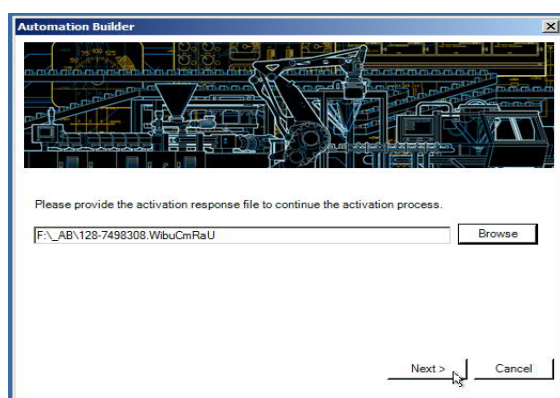 Automation Builder
Please provide the activation response file to continue the activation process.
F:\_AB\128-7498308.WibuCmRaU
Browse
Next >
Cancel